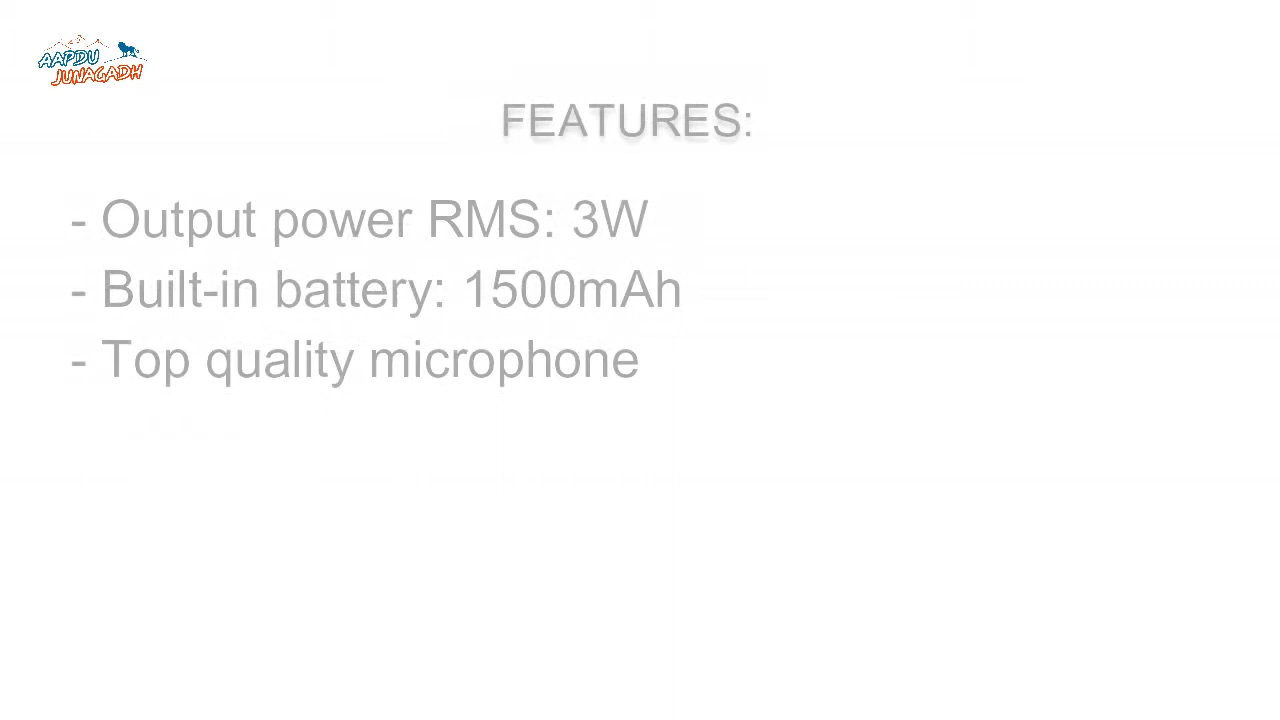 AAPDU
JUNAGADH
FEATURES:
- Output power RMS: 3W
- Built-in battery: 1500mAh
- Top quality microphone